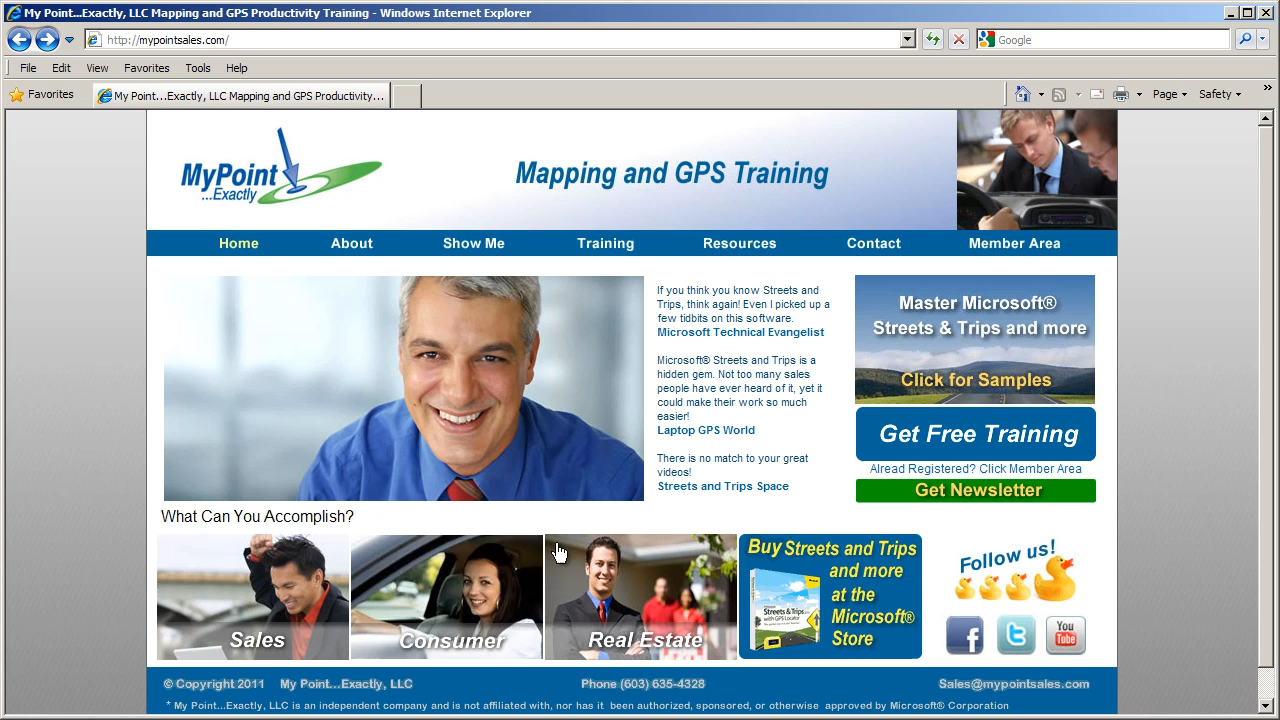 My Point...Exactly, LLC Mapping and GPS Productivity Training - Windows Internet Explorer
http://mypointsales.com/
Google
File Edit View Favorites Tools Help
Favorites
My Point...Exactly, LLC Mapping and GPS Productivity...
Page Safety
MyPoint
...Exactly
Mapping and GPS Training
Home About Show Me Training Resources Contact Member Area
If you think you know Streets and
Trips, think again! Even I picked up a
few tidbits on this software.
Microsoft Technical Evangelist
Microsoft® Streets and Trips is a
hidden gem. Not too many sales
people have ever heard of it, yet it
could make their work so much
easier!
Laptop GPS World
There is no match to your great
videos!
Streets and Trips Space
Master Microsoft®
Streets & Trips and more
Click for Samples
Get Free Training
Alread Registered? Click Member Area
Get Newsletter
What Can You Accomplish?
Sales
Consumer
Real Estate
Buy Streets and Trips
and more
at the
Microsoft®
Store
Streets & Trips
with GPS Locator
Follow us!
f
t
You
Tube
© Copyright 2011 My Point...Exactly, LLC Phone (603) 635-4328 Sales@mypointsales.com
* My Point...Exactly, LLC is an independent company and is not affiliated with, nor has it been authorized, sponsored, or otherwise approved by Microsoft® Corporation